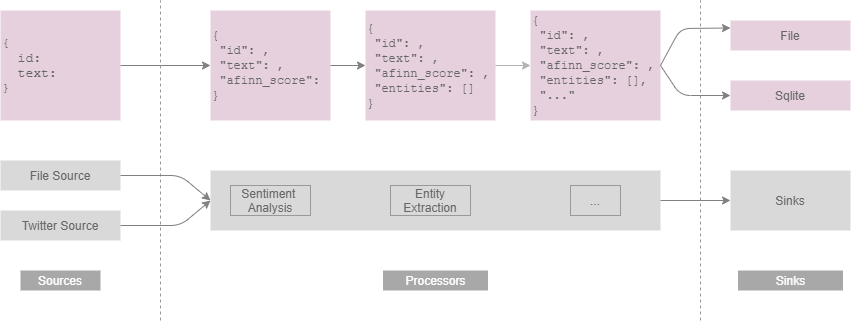 {
id:
text:
}
{
"id": ,
"text": ,
"afinn_score":
}
{
"id": ,
"text": ,
"afinn_score": ,
"entities": []
}
{
"id": ,
"text": ,
"afinn_score": ,
"entities": [],
"..."
}
File
Sqlite
File Source
Twitter Source
Sentiment
Analysis
Entity
Extraction
...
Sinks
Sources
Processors
Sinks